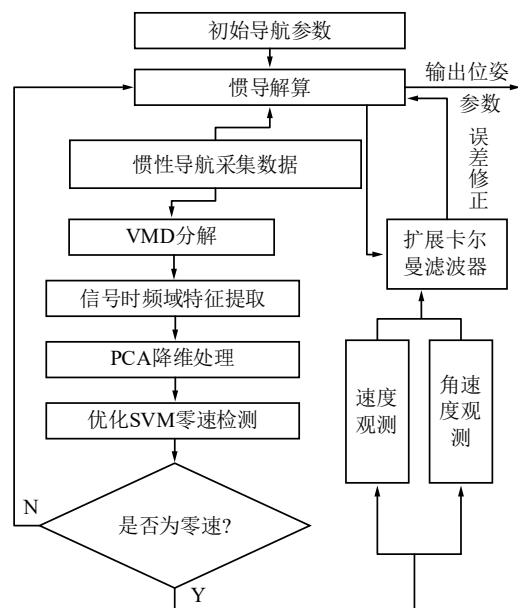 初始导航参数
惯导解算
输出位姿
参数
误差修正
惯性导航采集数据
VMD分解
扩展卡尔
曼滤波器
信号时频域特征提取
PCA降维处理
速度
观测
角速
度观
测
优化SVM零速检测
N
是否为零速?
Y